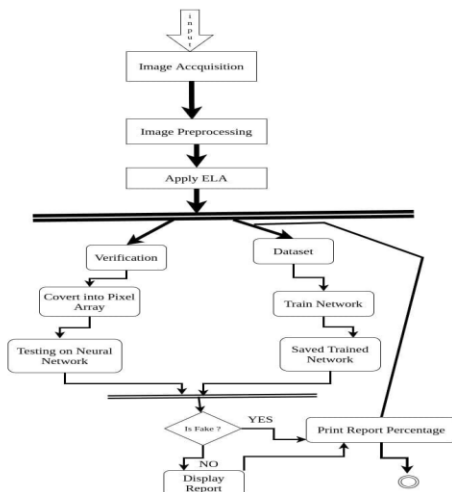 input
Image Accquisition
Image Preprocessing
Apply ELA
Verification
Dataset
Covert into Pixel
Array
Train Network
Testing on Neural
Network
Saved Trained
Network
Is Fake ?
YES
Print Report Percentage
NO
Display
Report